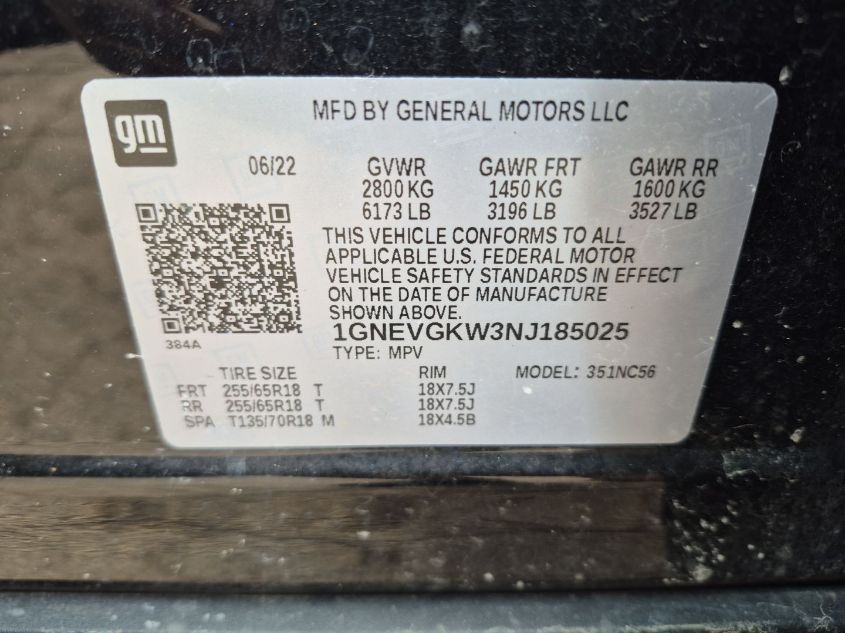 gm
MFD BY GENERAL MOTORS LLC
06/22 GVWR GAWR FRT GAWR RR
2800 KG 1450 KG 1600 KG
6173 LB 3196 LB 3527 LB
THIS VEHICLE CONFORMS TO ALL
APPLICABLE U.S. FEDERAL MOTOR
VEHICLE SAFETY STANDARDS IN EFFECT
ON THE DATE OF MANUFACTURE
SHOWN ABOVE.
1GNEVGKW3NJ185025
384A
TYPE: MPV
TIRE SIZE RIM MODEL: 351NC56
FRT 255/65R18 T 18X7.5J
RR 255/65R18 T 18X7.5J
SPA T135/70R18 M 18X4.5B